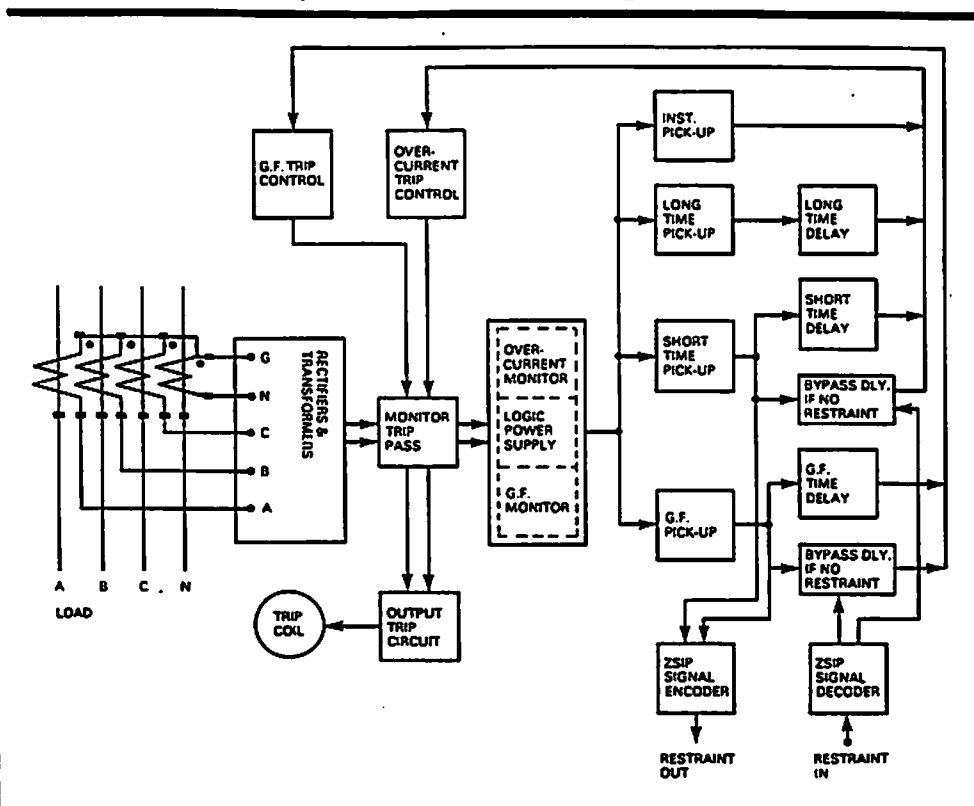 G.F. TRIP
CONTROL
OVER-
CURRENT
TRIP
CONTROL
INST.
PICK-UP
LONG
TIME
PICK-UP
LONG
TIME
DELAY
SHORT
TIME
PICK-UP
SHORT
TIME
DELAY
BYPASS DLY.
IF NO
RESTRAINT
G.F.
PICK-UP
G.F.
TIME
DELAY
BYPASS DLY.
IF NO
RESTRAINT
G
N
C
B
A
RECTIFIERS &
TRANSFORMERS
MONITOR
TRIP
PASS
OVER-
CURRENT
MONITOR
LOGIC
POWER
SUPPLY
G.F.
MONITOR
A B C . N
LOAD
TRIP
COIL
OUTPUT
TRIP
CIRCUIT
ZSIP
SIGNAL
ENCODER
ZSIP
SIGNAL
DECODER
RESTRAINT
OUT
RESTRAINT
IN